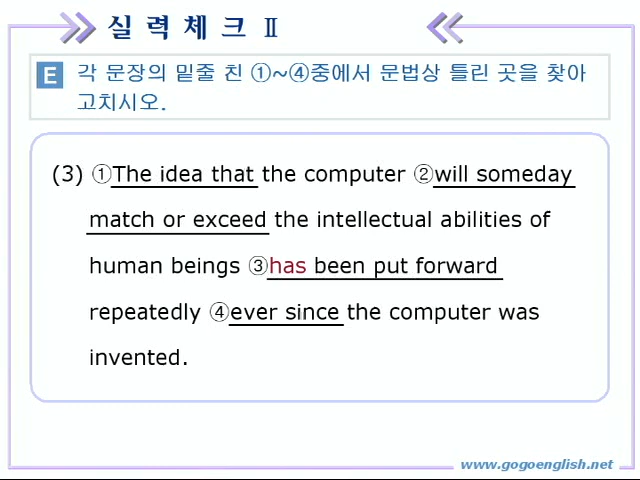 실 력 체 크 Ⅱ
E 각 문장의 밑줄 친 ①~④중에서 문법상 틀린 곳을 찾아
고치시오.
(3) ①The idea that the computer ②will someday
match or exceed the intellectual abilities of
human beings ③has been put forward
repeatedly ④ever since the computer was
invented.
www.gogoenglish.net